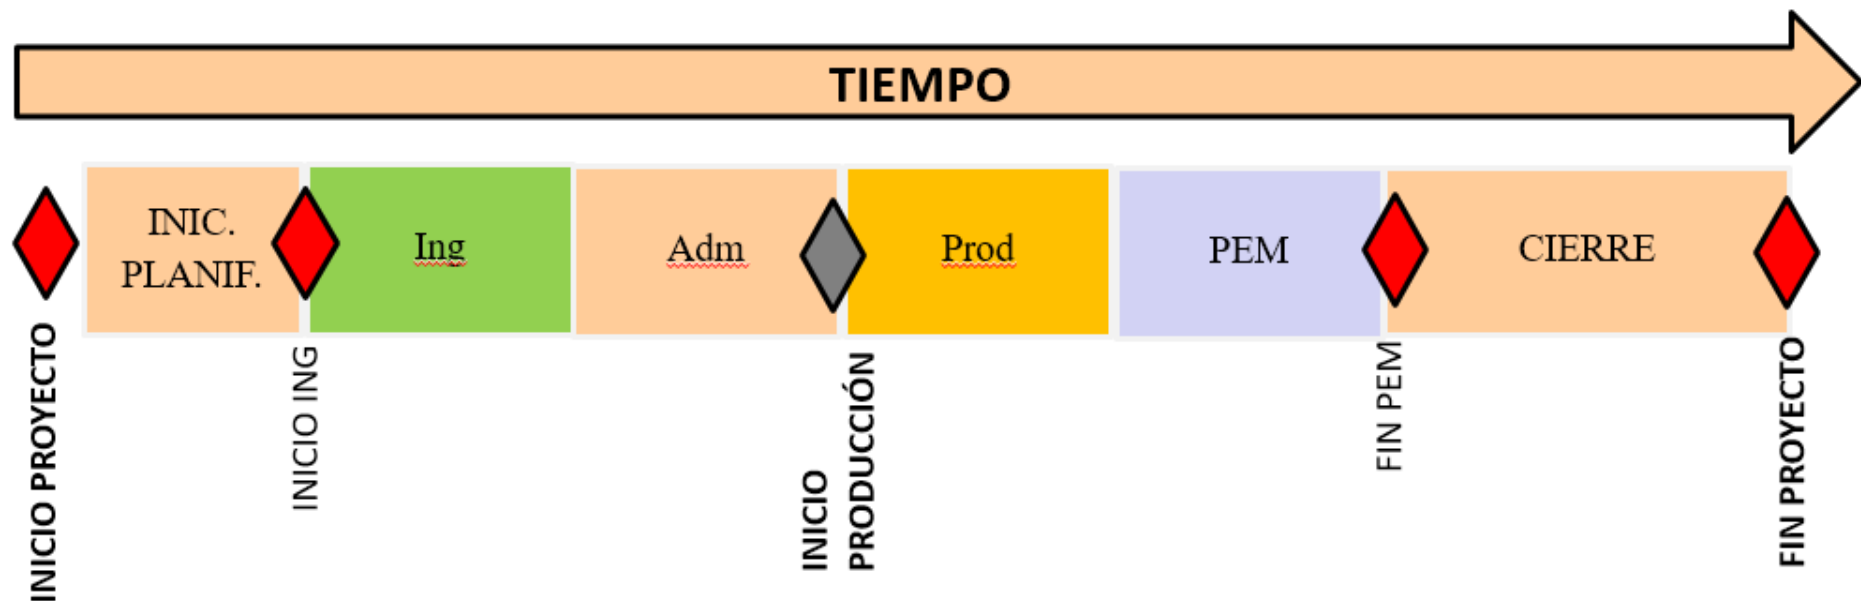 TIEMPO
INIC.
PLANIF.
Ing
Adm
Prod
PEM
CIERRE
INICIO PROYECTO
INICIO ING
INICIO
PRODUCCIÓN
FIN PEM
FIN PROYECTO